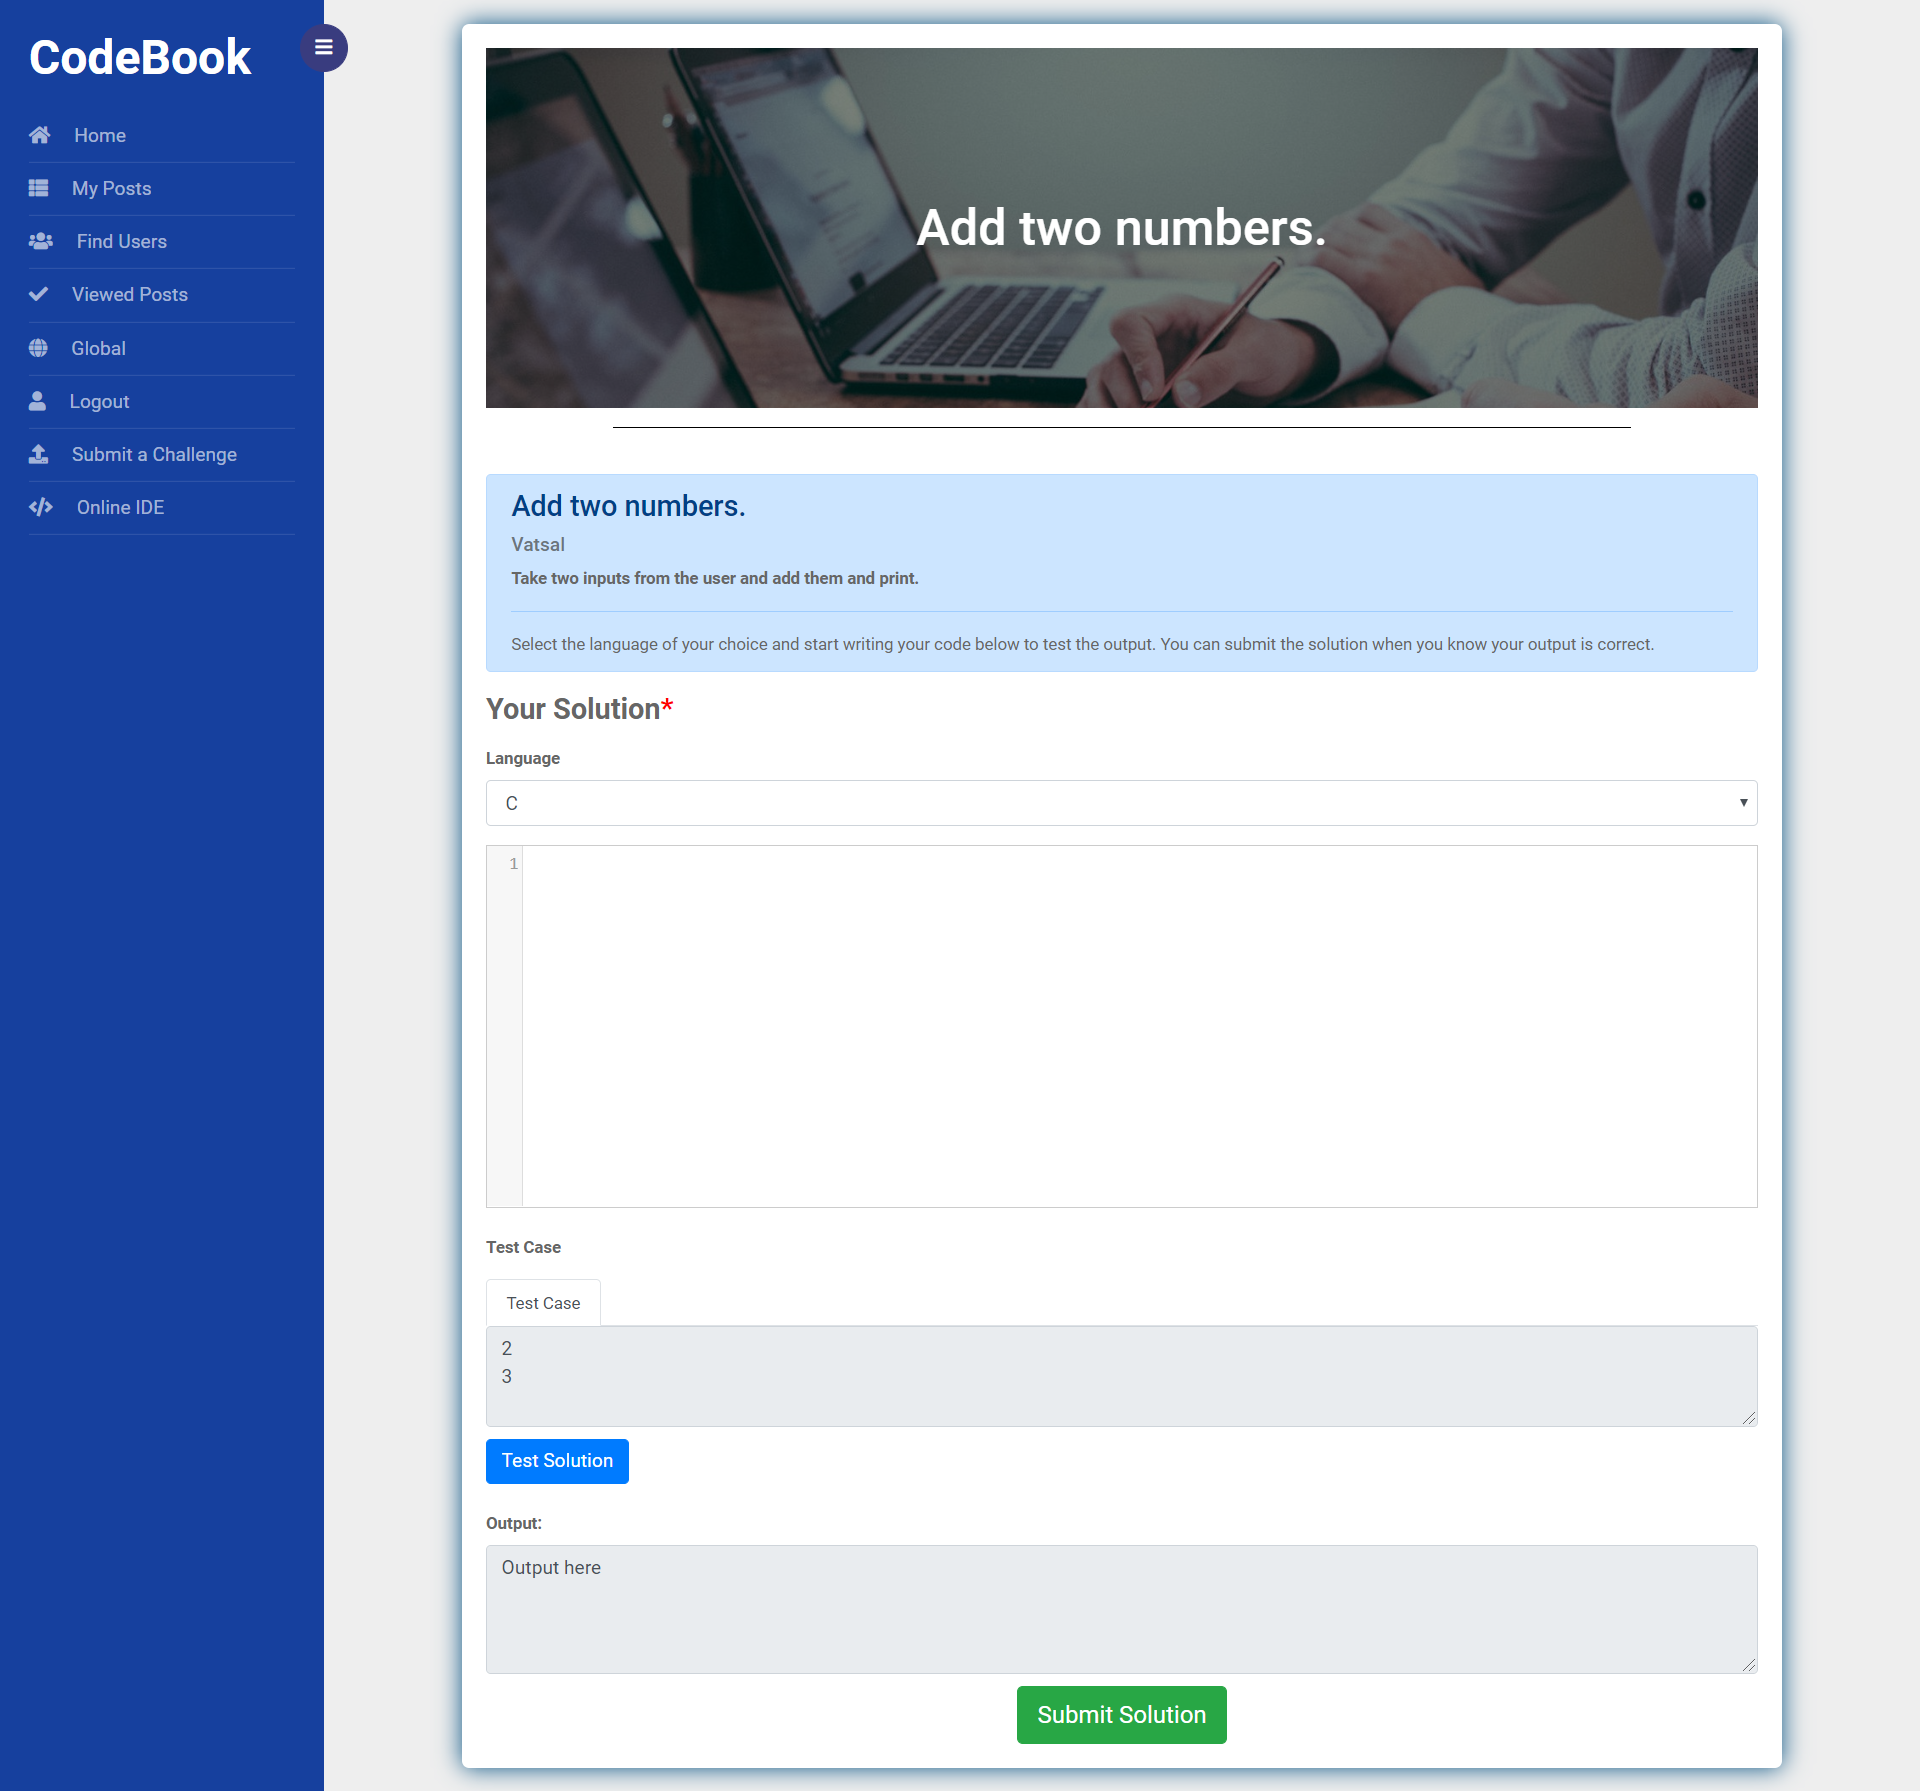 CodeBook
Home
My Posts
Find Users
Viewed Posts
Global
Logout
Submit a Challenge
Online IDE
Add two numbers.
Add two numbers.
Vatsal
Take two inputs from the user and add them and print.
Select the language of your choice and start writing your code below to test the output. You can submit the solution when you know your output is correct.
Your Solution*
Language
C
1
Test Case
Test Case
2
3
Test Solution
Output:
Output here
Submit Solution